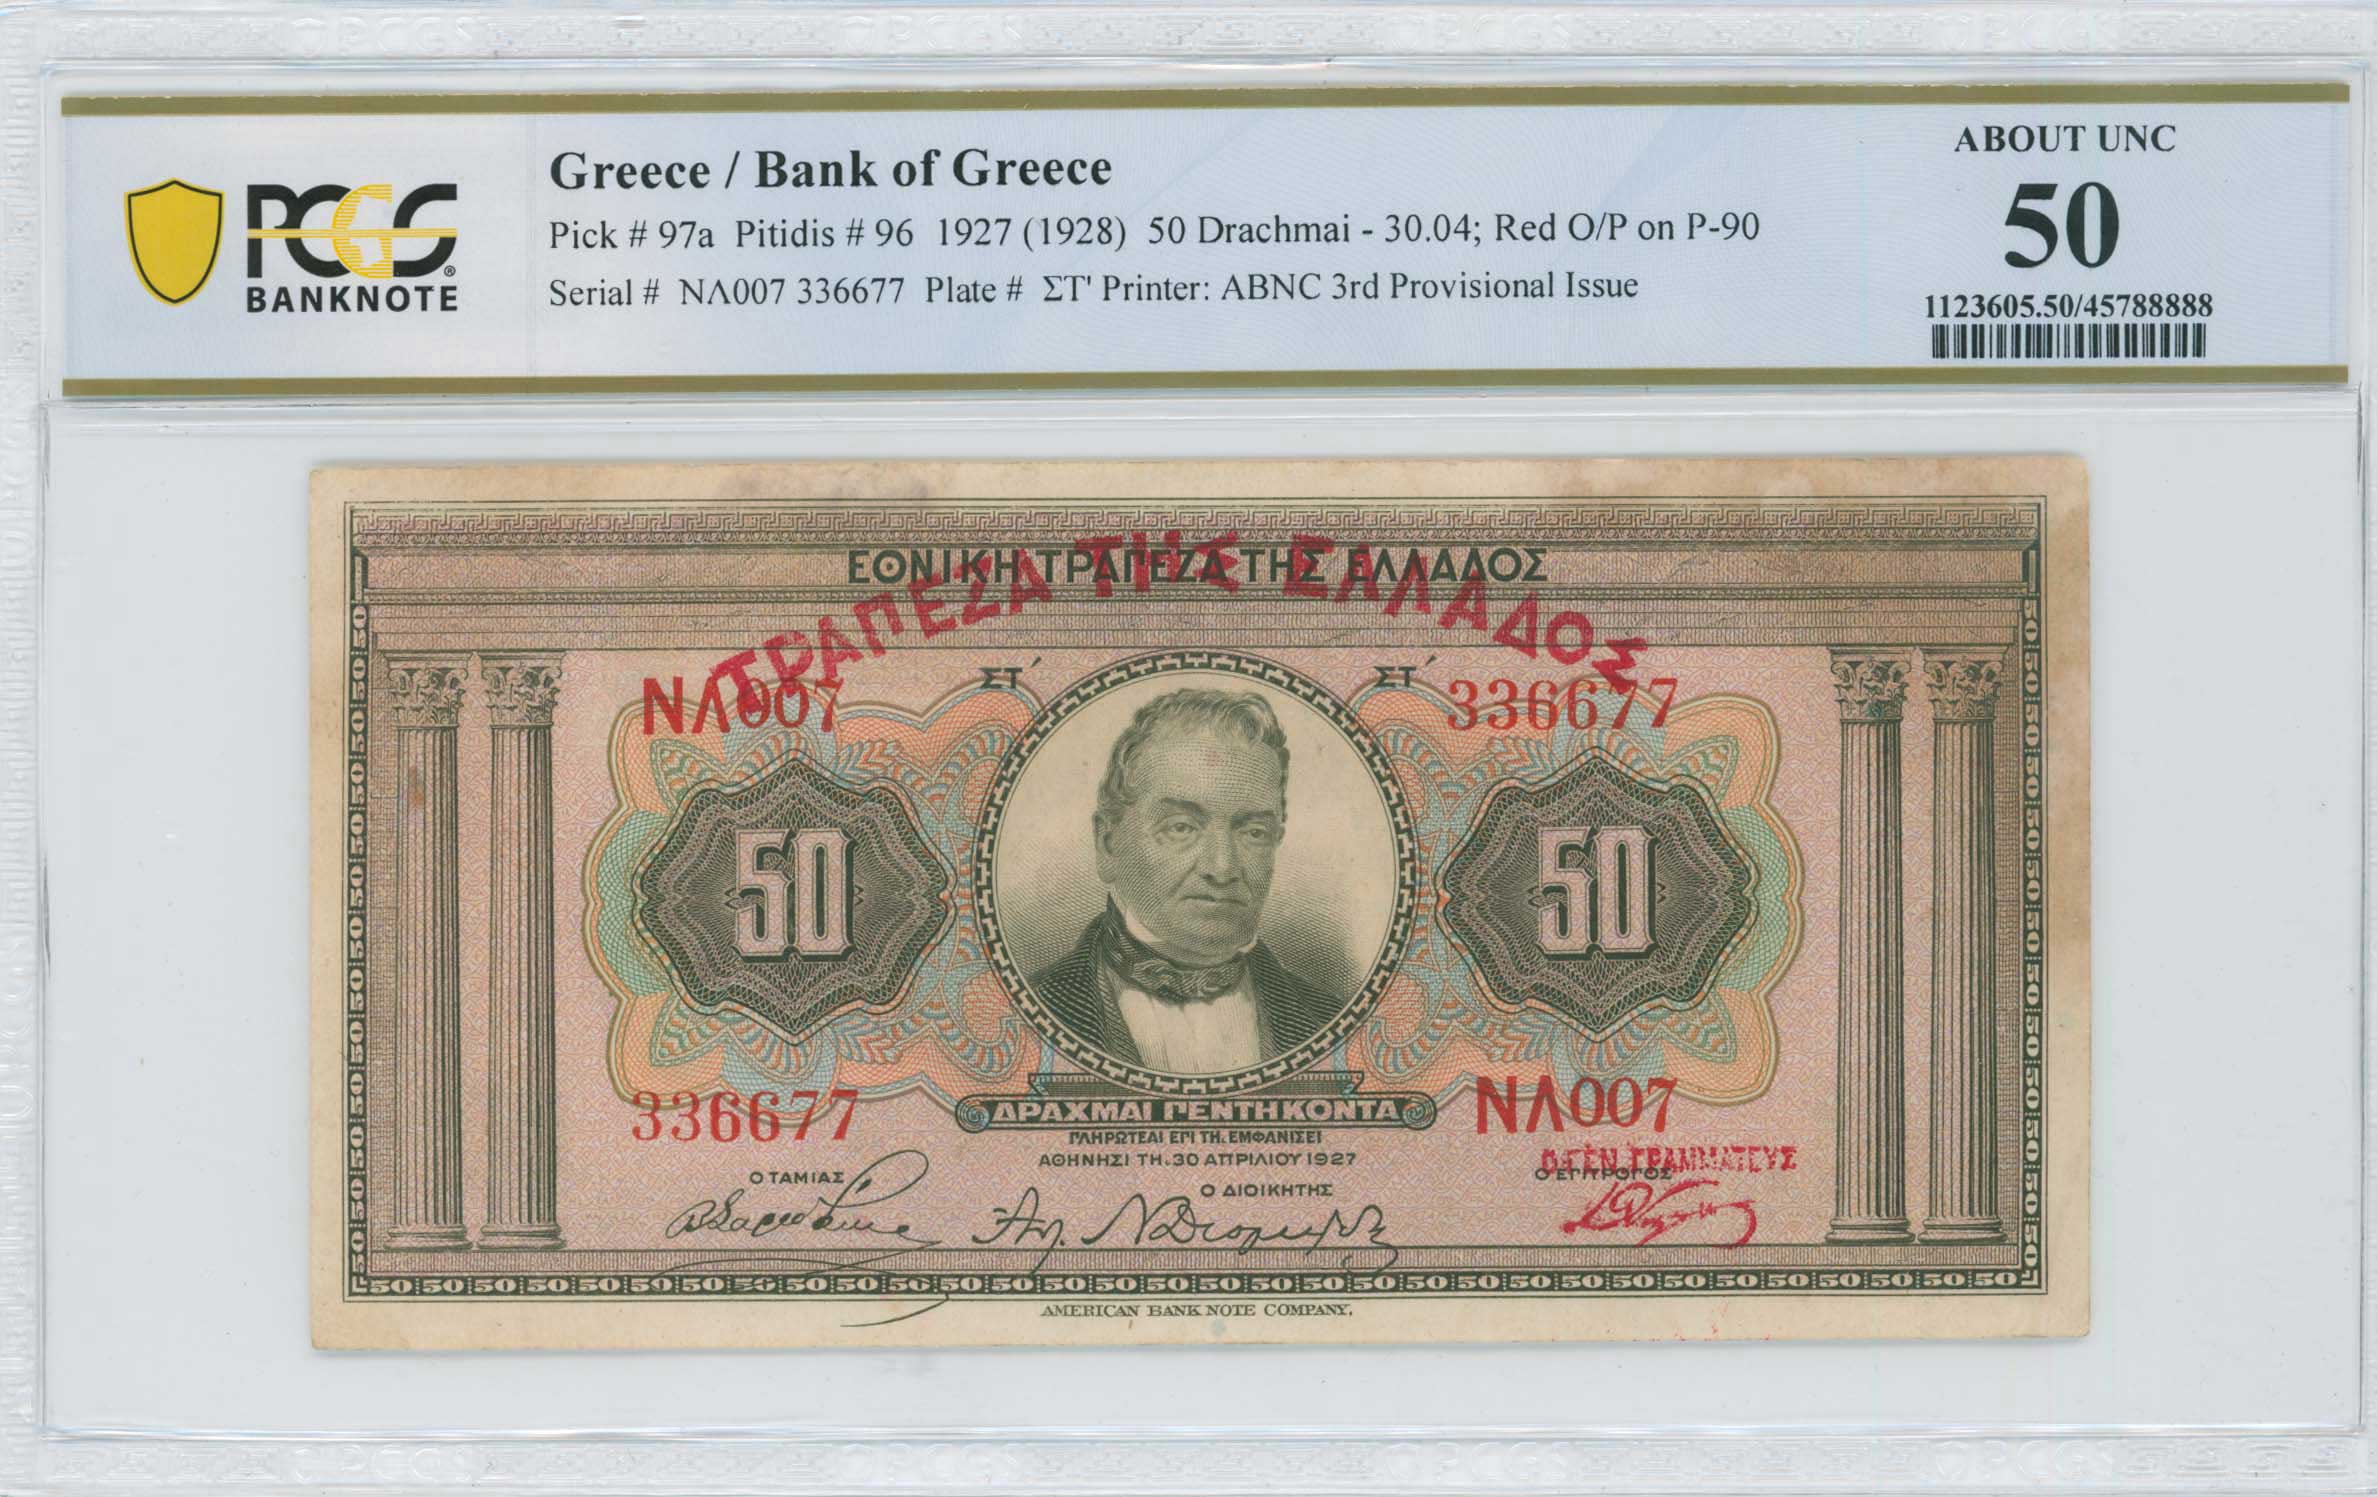 PCGS BANKNOTE
Greece / Bank of Greece
Pick # 97a Pitidis # 96 1927 (1928) 50 Drachmai - 30.04; Red O/P on P-90
Serial # ΝΛ007 336677 Plate # ΣΤ' Printer: ABNC 3rd Provisional Issue
ABOUT UNC
50
1123605.50/45788888
ΕΘΝΙΚΗ ΤΡΑΠΕΖΑ ΤΗΣ ΕΛΛΑΔΟΣ
ΤΡΑΠΕΖΑ ΤΗΣ ΕΛΛΑΔΟΣ
ΣΤ΄ ΣΤ΄
ΝΛ007 336677
50 50
336677 ΝΛ007
ΔΡΑΧΜΑΙ ΠΕΝΤΗΚΟΝΤΑ
ΠΛΗΡΩΤΕΑΙ ΕΠΙ ΤΗ. ΕΜΦΑΝΙΣΕΙ
ΑΘΗΝΗΣΙ ΤΗ. 30 ΑΠΡΙΛΙΟΥ 1927
Ο ΤΑΜΙΑΣ
Ο ΔΙΟΙΚΗΤΗΣ
Ο ΕΠΙΤΡΟΠΟΣ
Ο ΓΕΝ. ΓΡΑΜΜΑΤΕΥΣ
AMERICAN BANK NOTE COMPANY.